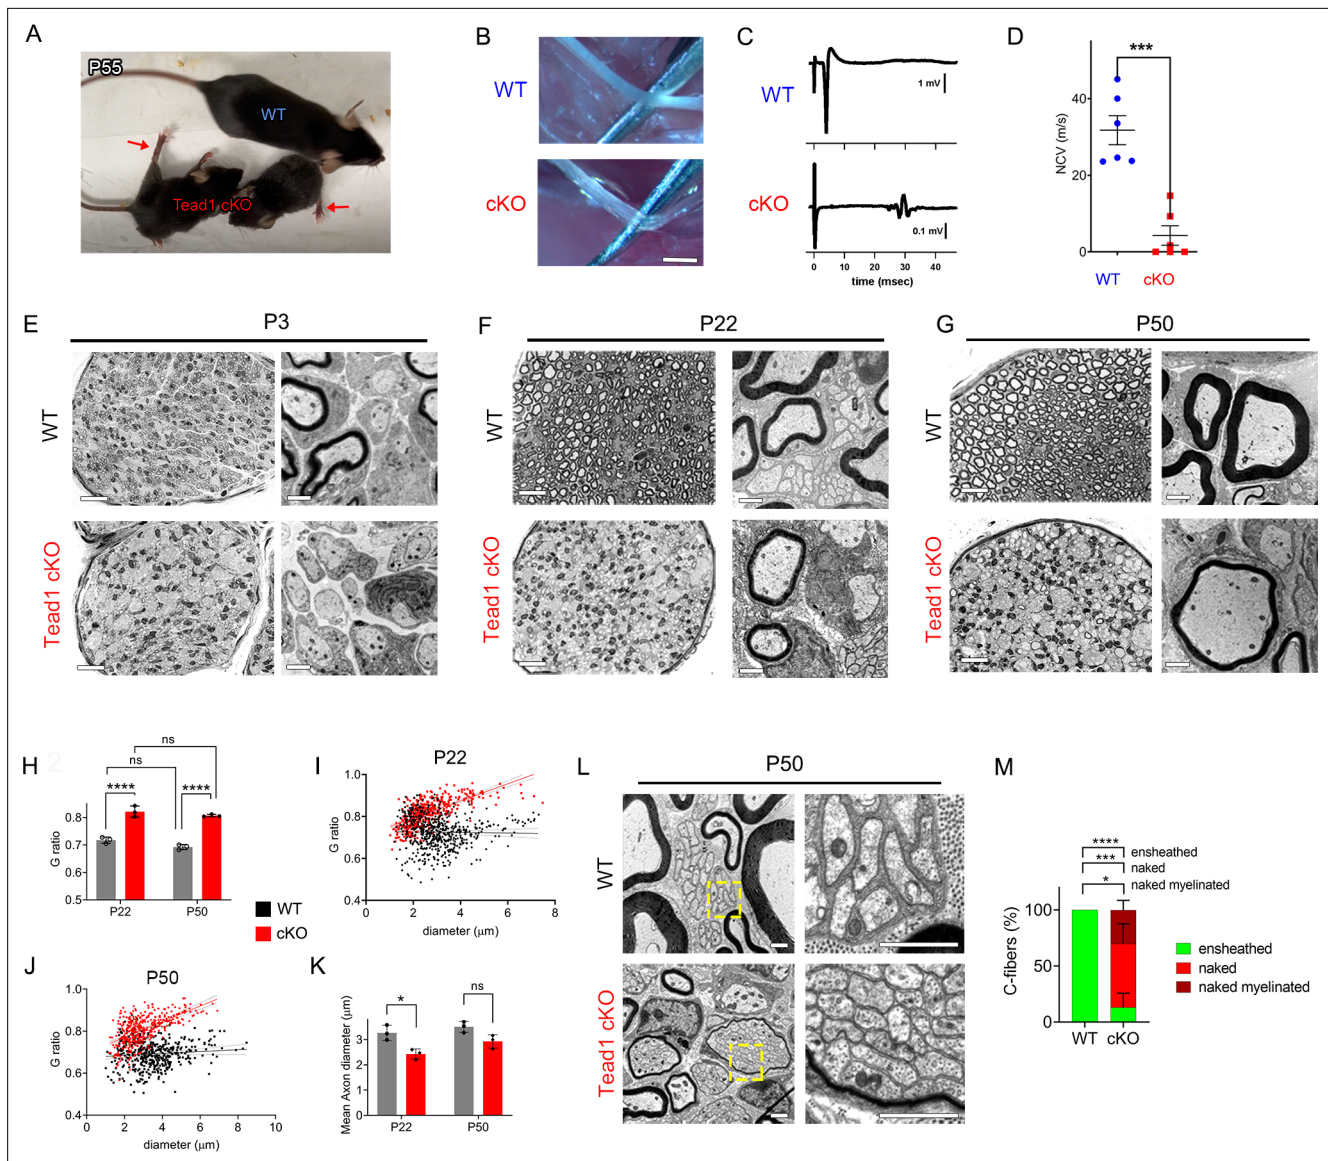 A
P55
WT
Tead1 cKO
B
WT
cKO
C
WT
1 mV
cKO
0.1 mV
0 10 20 30 40
time (msec)
D
***
40
20
0
NCV (m/s)
WT cKO
E
P3
WT
Tead1 cKO
F
P22
WT
Tead1 cKO
G
P50
WT
Tead1 cKO
H
2
ns
ns
**** ****
0.8
0.7
0.6
0.5
G ratio
P22 P50
WT
cKO
I
P22
1.0
0.8
0.6
0.4
G ratio
0 2 4 6 8
diameter (μm)
J
P50
1.0
0.8
0.6
0.4
G ratio
0 2 4 6 8 10
diameter (μm)
K
* ns
3
2
1
0
Mean Axon diameter (μm)
P22 P50
L
P50
WT
Tead1 cKO
M
**** ensheathed
*** naked
* naked myelinated
100
50
0
C-fibers (%)
WT cKO
ensheathed
naked
naked myelinated